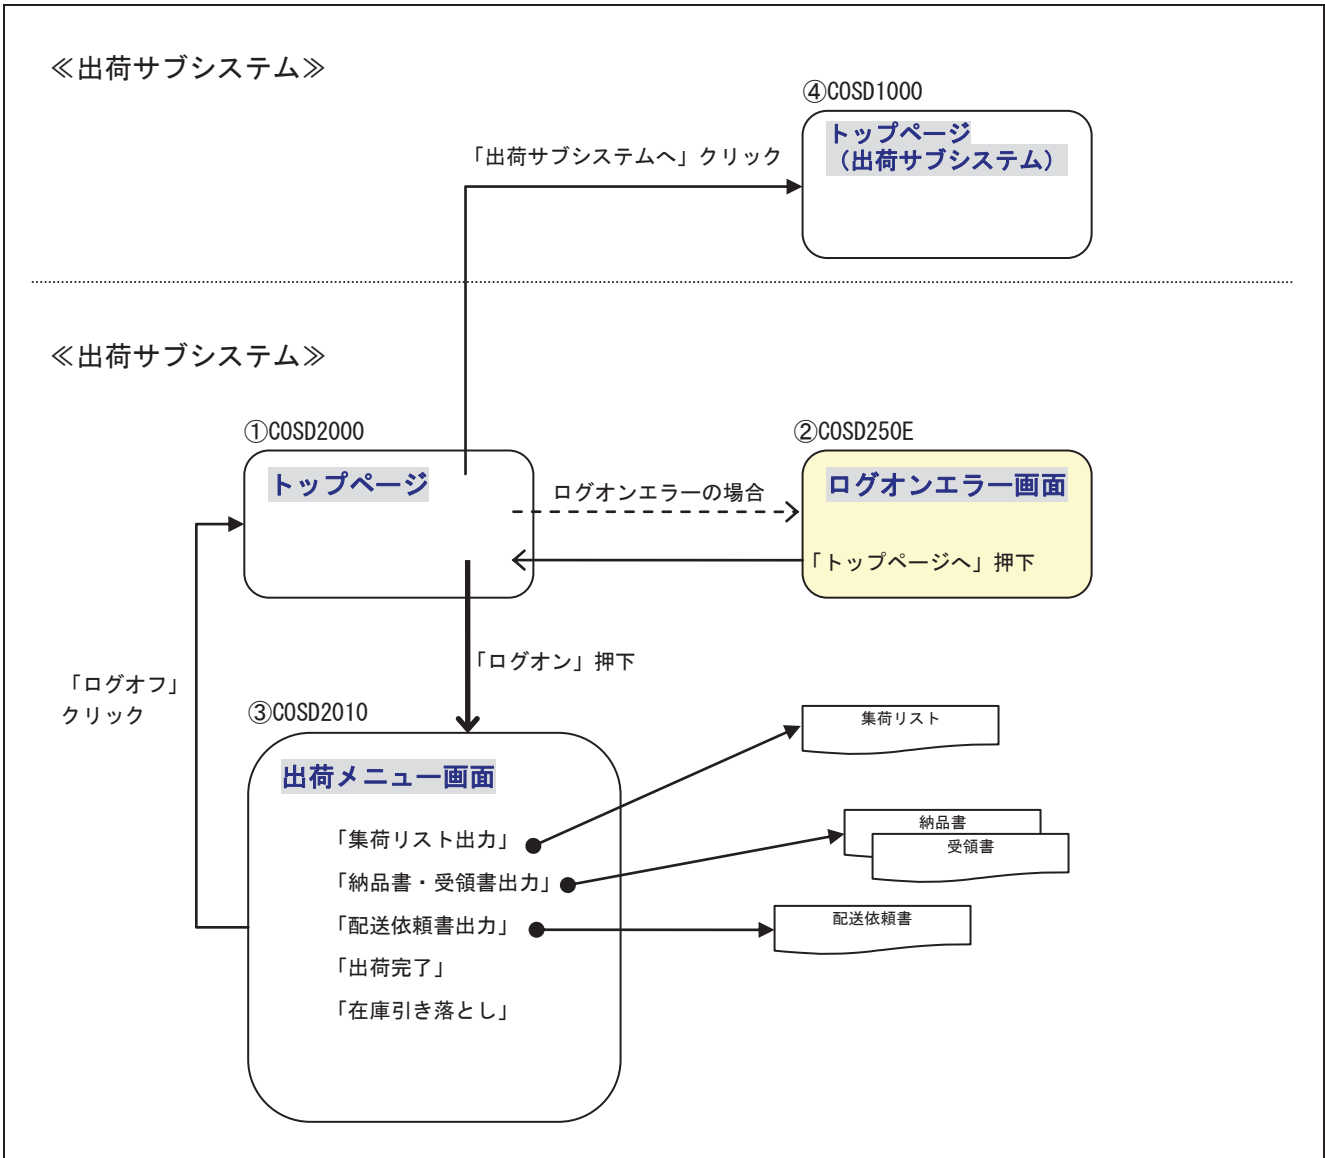 ≪出荷サブシステム≫
④COSD1000
トップページ
（出荷サブシステム）
「出荷サブシステムへ」クリック
≪出荷サブシステム≫
①COSD2000
トップページ
②COSD250E
ログオンエラー画面
ログオンエラーの場合
「トップページへ」押下
「ログオン」押下
「ログオフ」
クリック
③COSD2010
出荷メニュー画面
「集荷リスト出力」
「納品書・受領書出力」
「配送依頼書出力」
「出荷完了」
「在庫引き落とし」
集荷リスト
納品書
受領書
配送依頼書